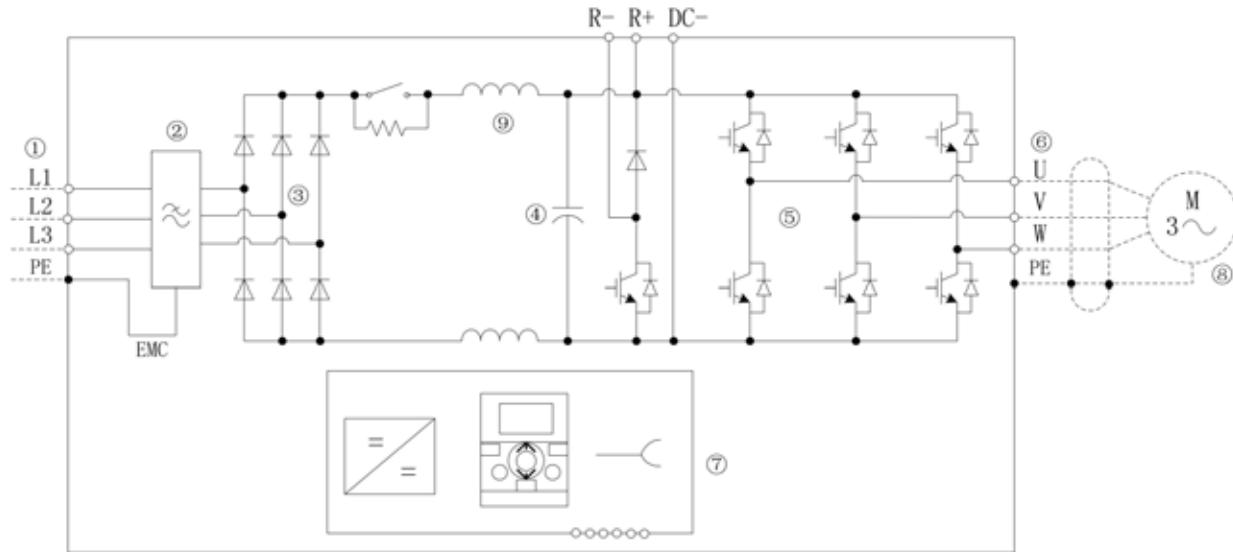 R- R+ DC-
① ②
L1
L2
L3
PE
EMC
③
⑨
④
⑤
⑥
U
V
W
PE
M
3
⑧
=
=
⑦